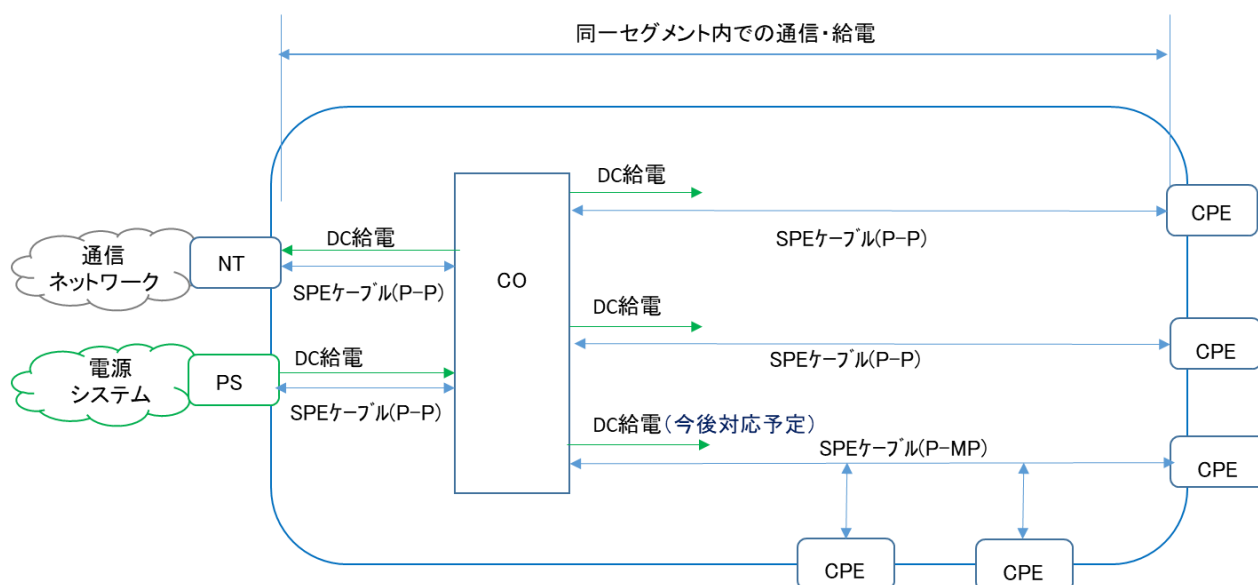 同一セグメント内での通信・給電
DC給電
CPE
SPEｹｰﾌﾞﾙ(P-P)
通信
ネットワーク
NT
DC給電
SPEｹｰﾌﾞﾙ(P-P)
CO
DC給電
CPE
SPEｹｰﾌﾞﾙ(P-P)
電源
システム
PS
DC給電
SPEｹｰﾌﾞﾙ(P-P)
DC給電(今後対応予定)
SPEｹｰﾌﾞﾙ(P-MP)
CPE
CPE
CPE